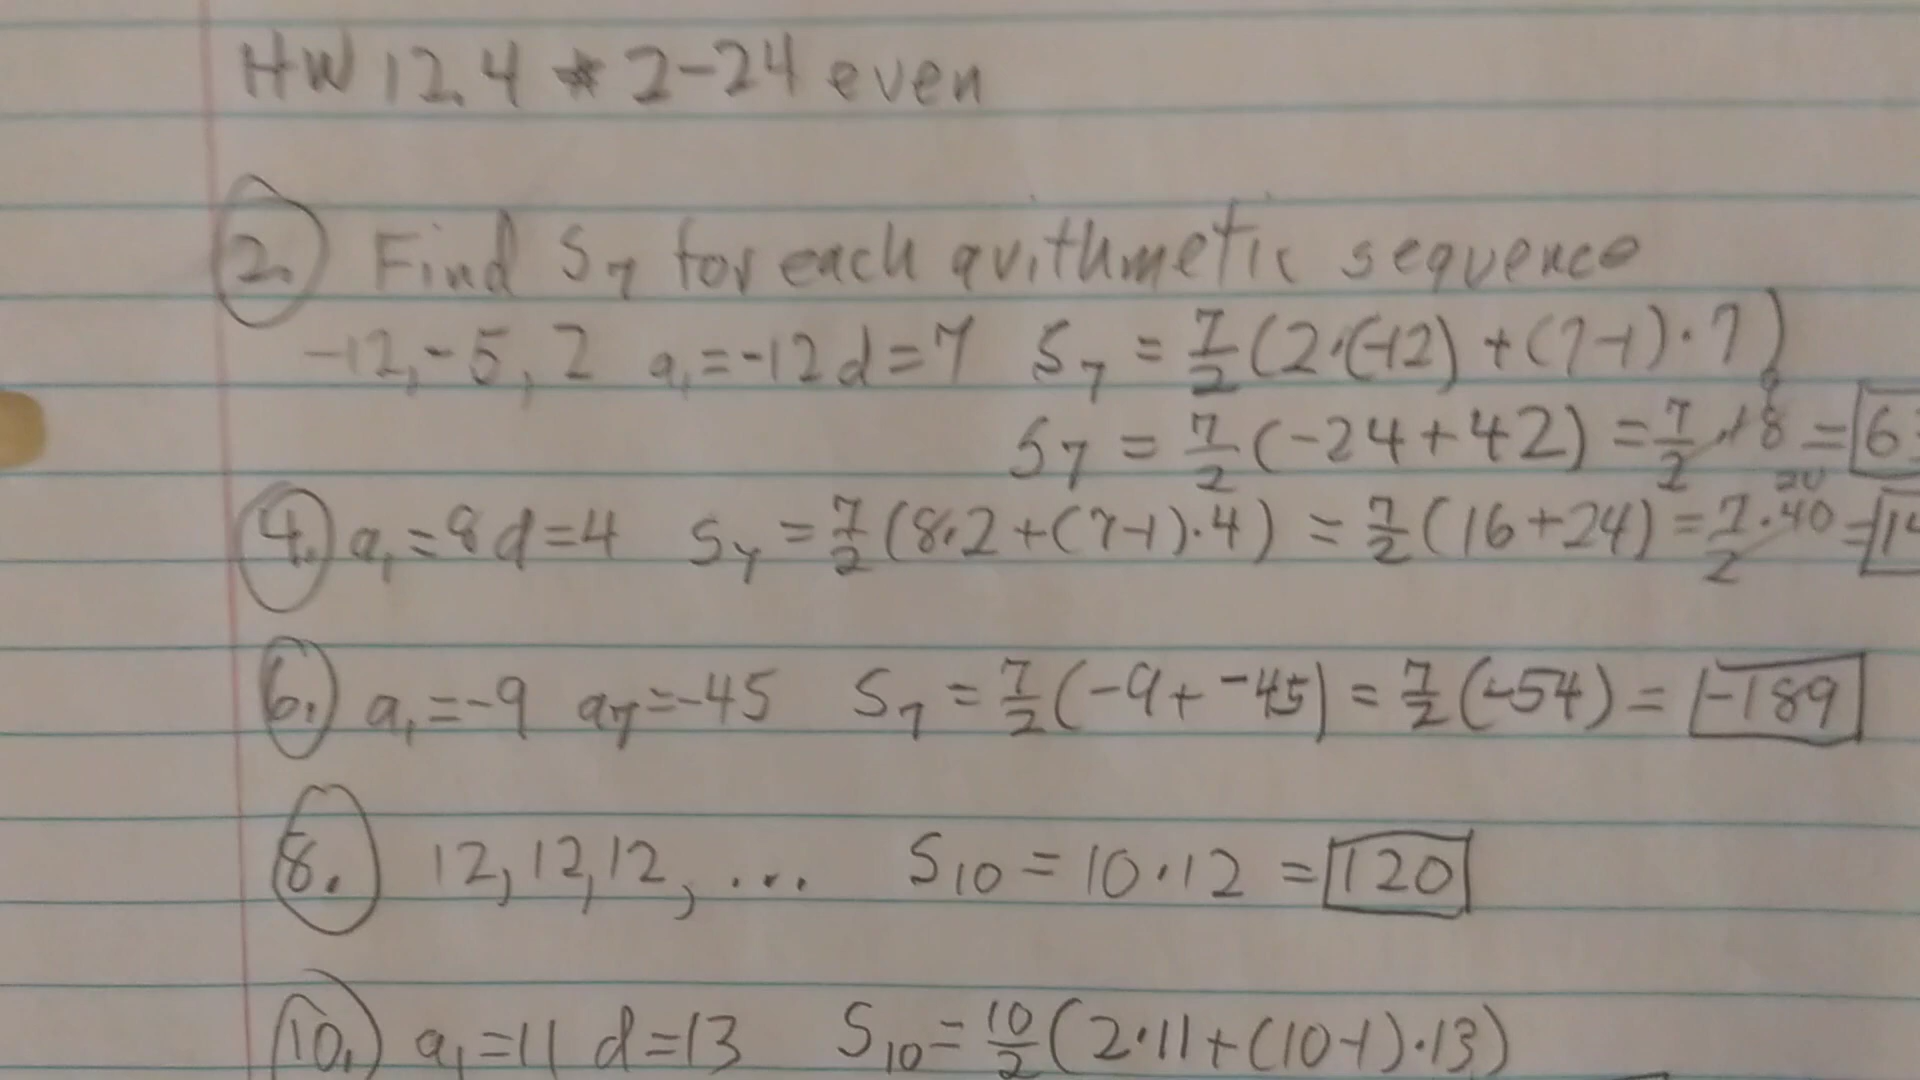 HW 12.4 * 2-24 even
2. Find S₇ for each arithmetic sequence
-12, -5, 2 a₁=-12 d=7 S₇ = 7/2 (2·(-12) + (7-1)·7)
S₇ = 7/2 (-24+42) = 7/2 · 18 = 63
4. a₁=8 d=4 S₇ = 7/2 (8·2+(7-1)·4) = 7/2 (16+24) = 7/2 · 40 20 = 14
6. a₁=-9 a₇=-45 S₇ = 7/2 (-9+ -45) = 7/2 (-54) = -189
8. 12, 12, 12, ... S₁₀ = 10·12 = 120
10. a₁=11 d=13 S₁₀ = 10/2 (2·11+(10-1)·13)